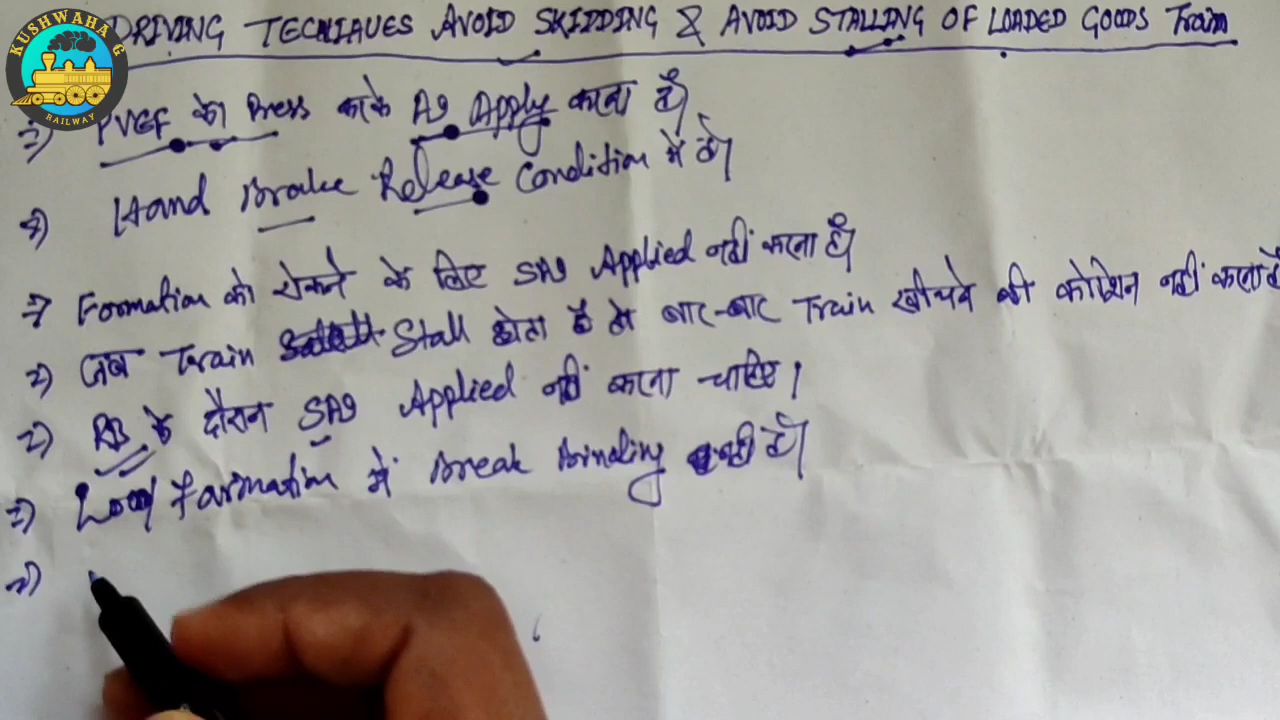 KUSHWAHA G
RAILWAY
DRIVING TECNIAUES AVOID SKIDDING & AVOID STALLING OF LOADED GOODS Train
⇒ PVEF को Press करके A9 Apply करना है।
⇒ Hand Brake Release Condition में हो।
⇒ Formation को रोकने के लिए SA9 Applied नहीं करना है।
⇒ जब Train Stall होता है तो बार-बार Train खीचने की कोशिश नहीं करना है
⇒ RB के दौरान SA9 Applied नहीं करना चाहिए।
⇒ Formation में Break Binding नही हो।
⇒